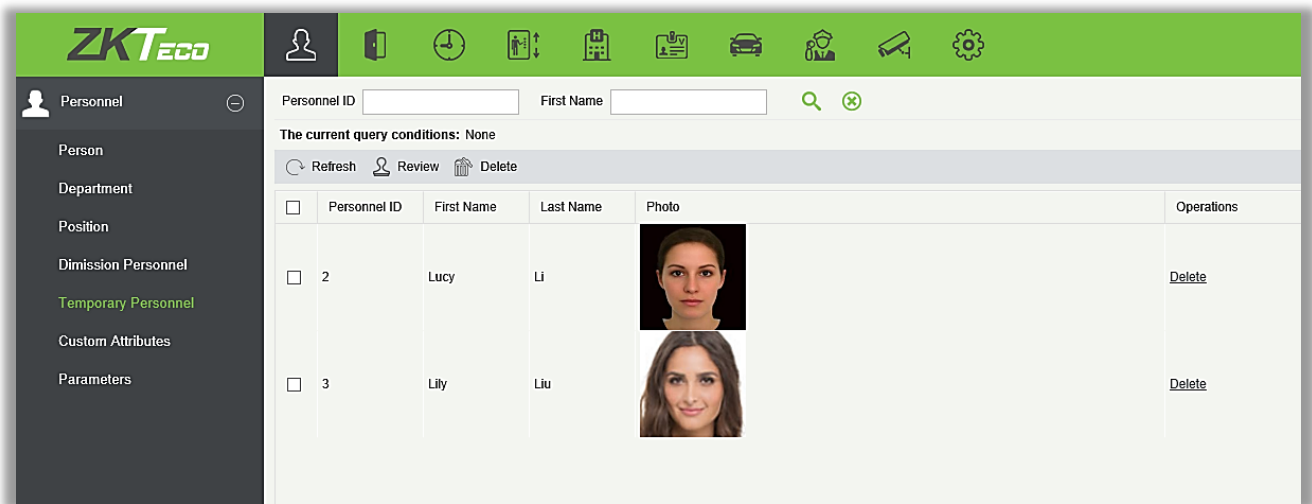 ZKTECO
Personnel
Personnel ID First Name
The current query conditions: None
Refresh Review Delete
Person
Department
Position
Dimission Personnel
Temporary Personnel
Custom Attributes
Parameters
Personnel ID First Name Last Name Photo Operations
2 Lucy Li Delete
3 Lily Liu Delete